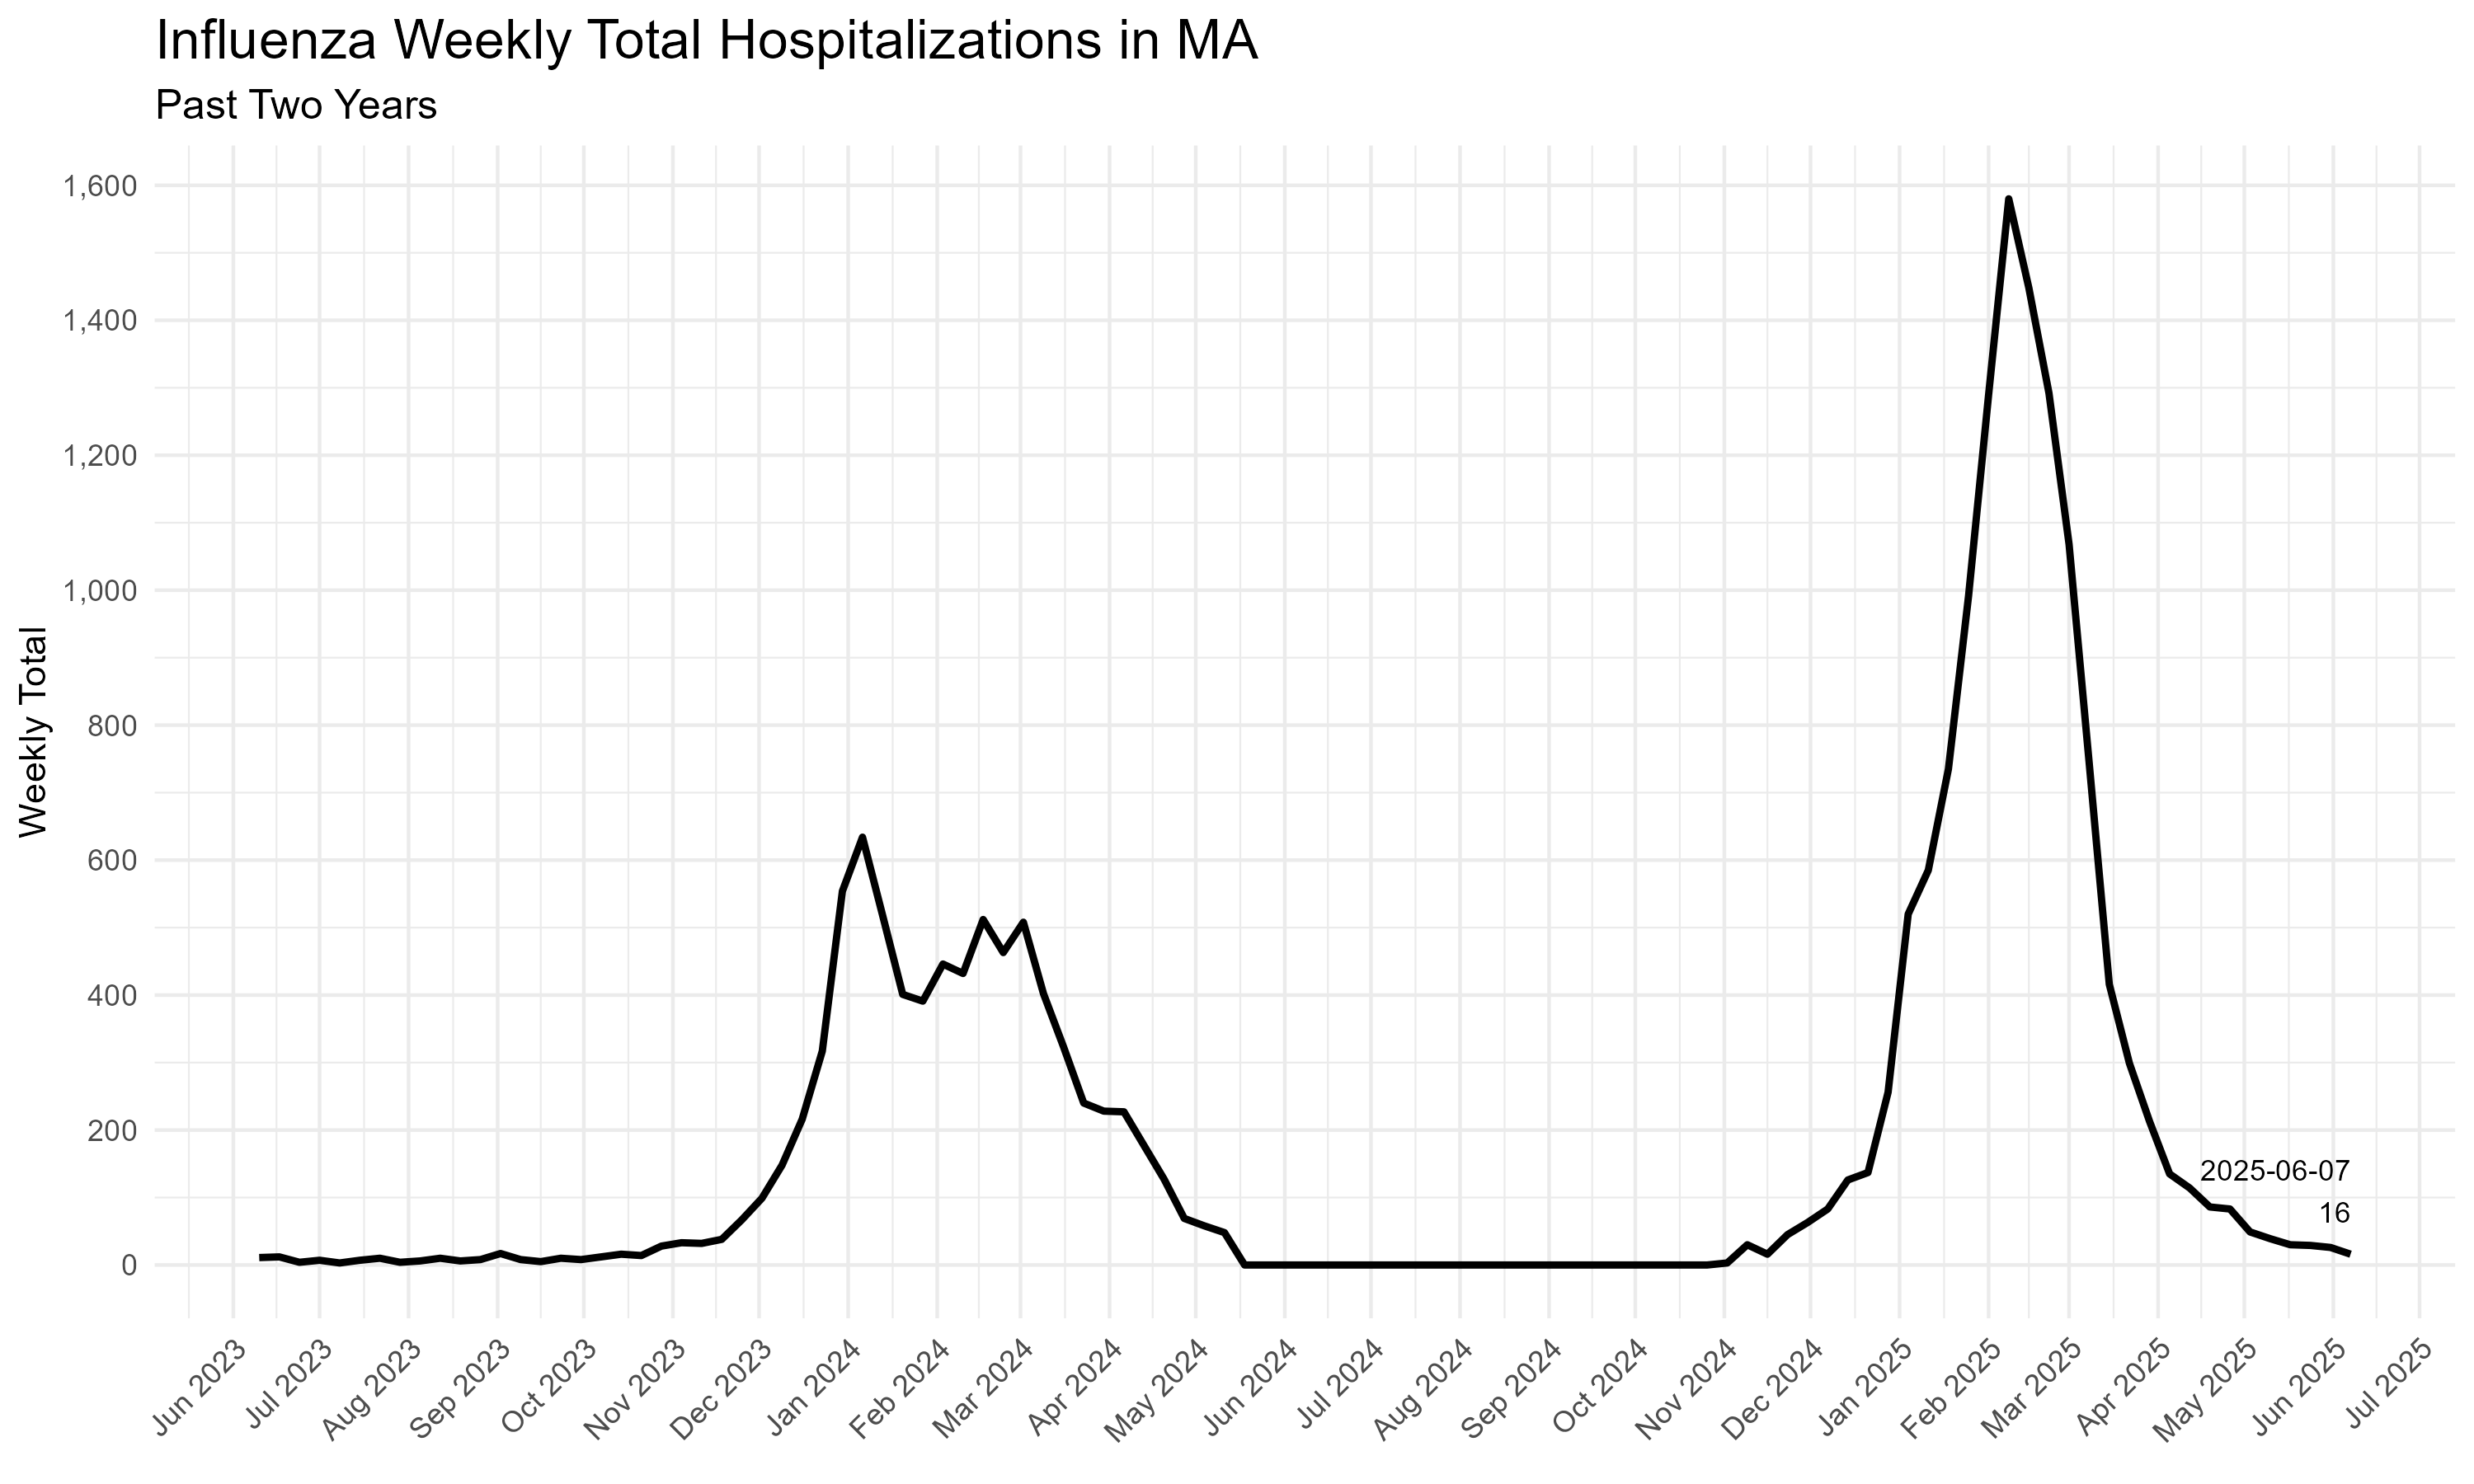 Influenza Weekly Total Hospitalizations in MA
Past Two Years
Weekly Total
1,600
1,400
1,200
1,000
800
600
400
200
0
2025-06-07
16
Jun 2023
Jul 2023
Aug 2023
Sep 2023
Oct 2023
Nov 2023
Dec 2023
Jan 2024
Feb 2024
Mar 2024
Apr 2024
May 2024
Jun 2024
Jul 2024
Aug 2024
Sep 2024
Oct 2024
Nov 2024
Dec 2024
Jan 2025
Feb 2025
Mar 2025
Apr 2025
May 2025
Jun 2025
Jul 2025